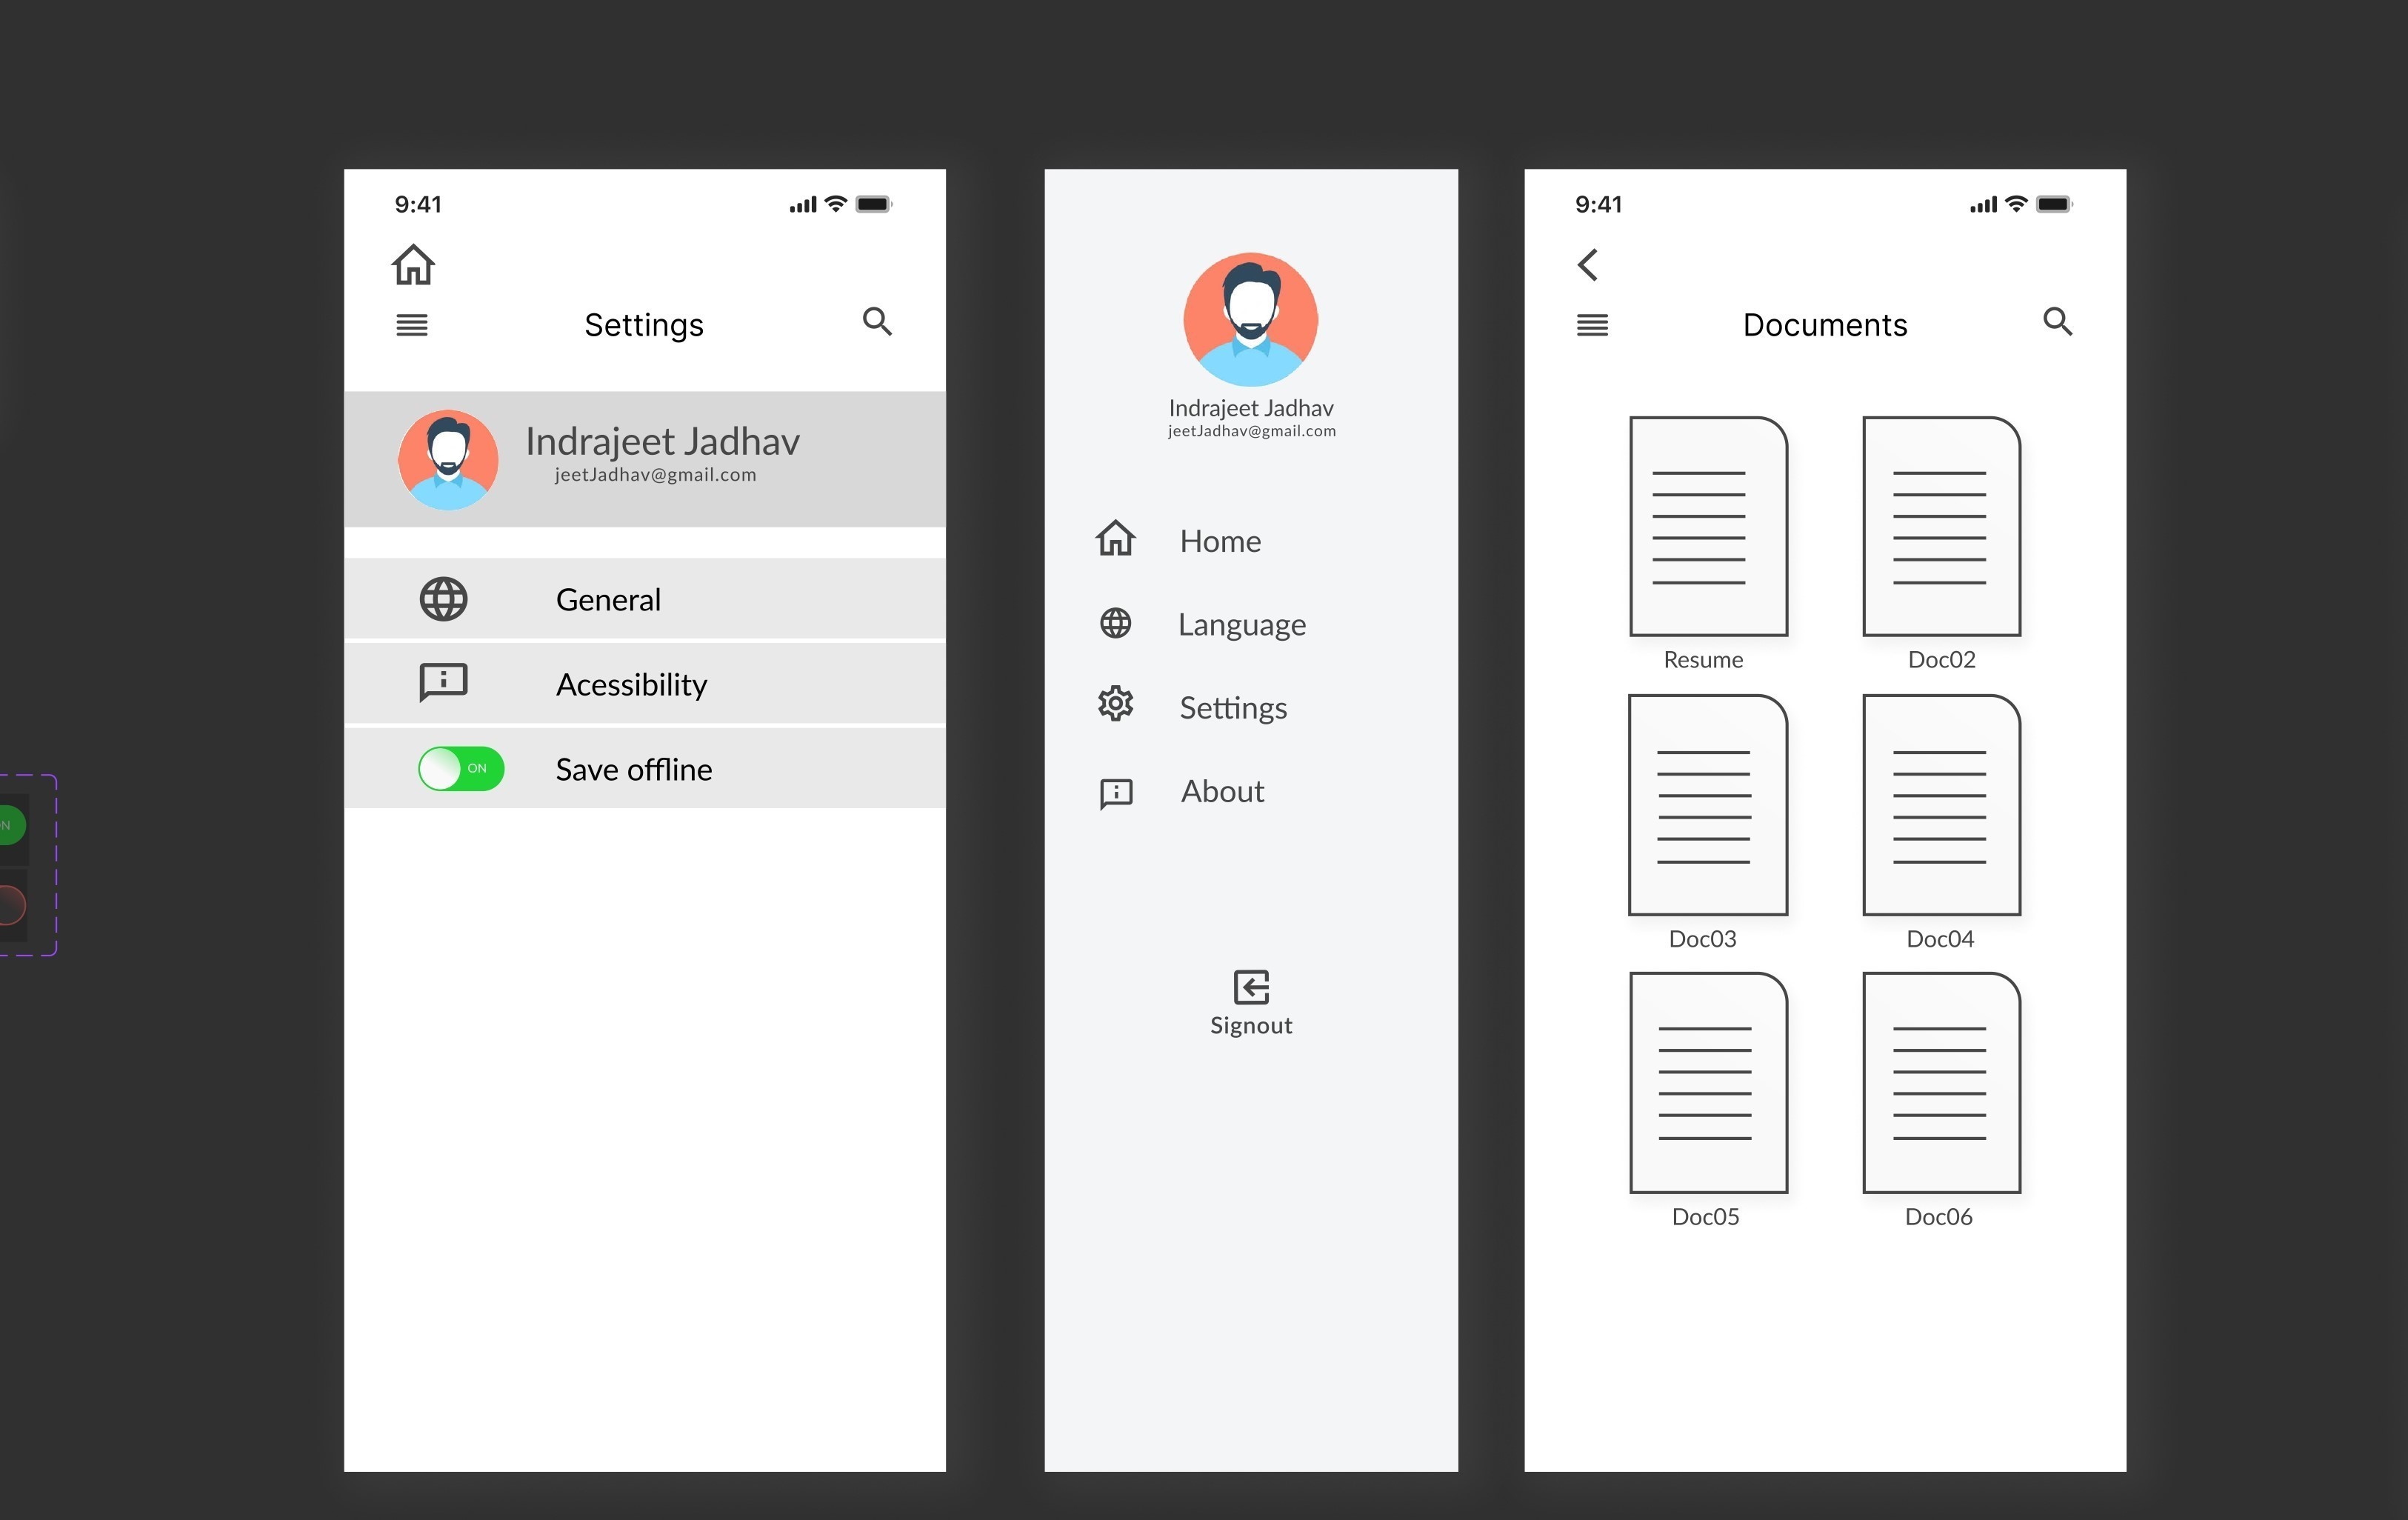 9:41
Settings
Indrajeet Jadhav
jeetJadhav@gmail.com
General
Acessibility
ON
Save offline
Indrajeet Jadhav
jeetJadhav@gmail.com
Home
Language
Settings
About
Signout
9:41
Documents
Resume
Doc02
Doc03
Doc04
Doc05
Doc06